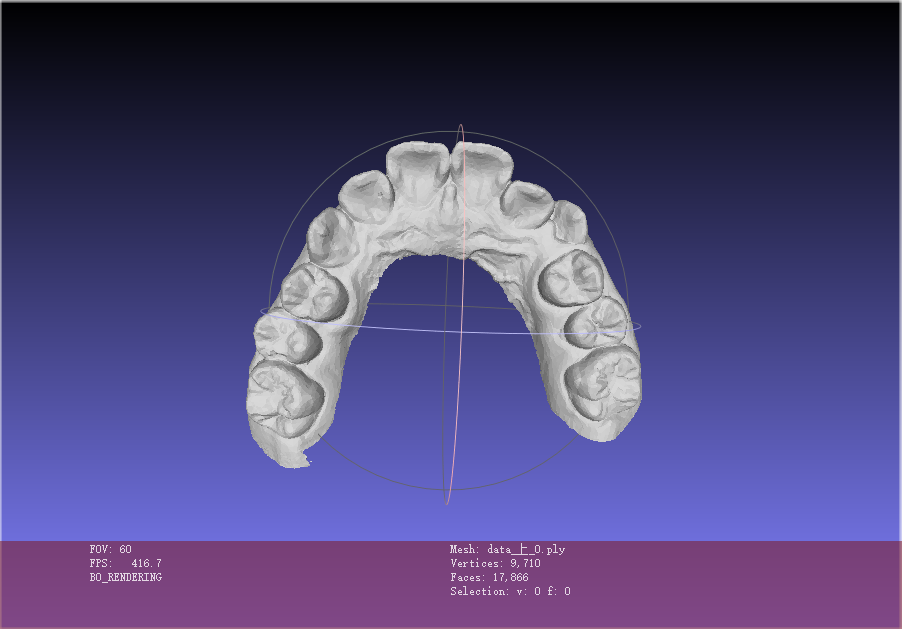 FOV: 60
FPS: 416.7
BO_RENDERING
Mesh: data_上_0.ply
Vertices: 9,710
Faces: 17,866
Selection: v: 0 f: 0